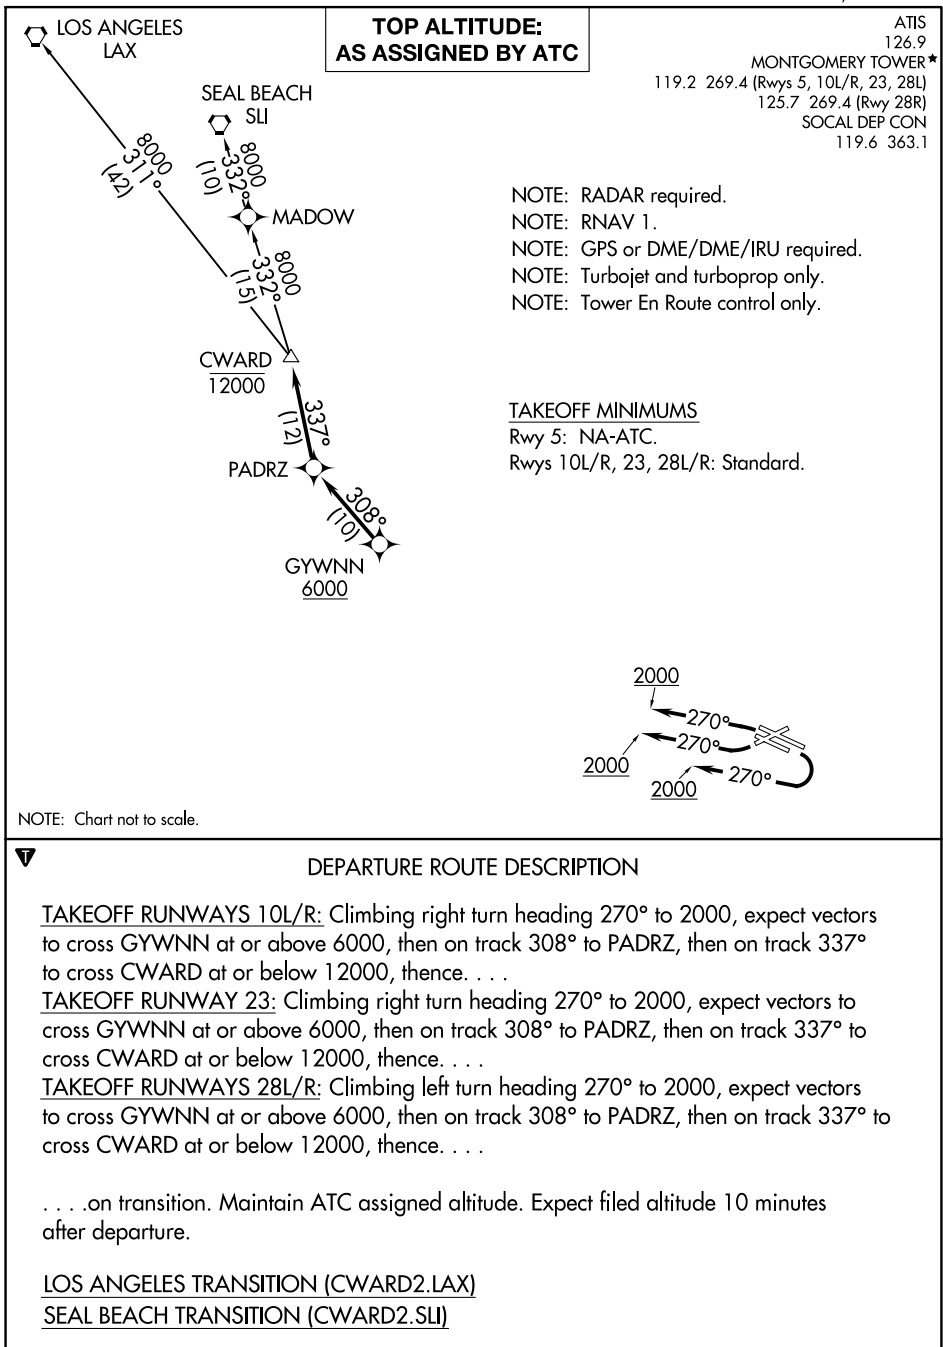 LOS ANGELES
LAX
TOP ALTITUDE:
AS ASSIGNED BY ATC
ATIS
126.9
MONTGOMERY TOWER★
119.2 269.4 (Rwys 5, 10L/R, 23, 28L)
125.7 269.4 (Rwy 28R)
SOCAL DEP CON
119.6 363.1
SEAL BEACH
SLI
8000
311°
(42)
8000
332°
(10)
MADOW
8000
332°
(15)
NOTE: RADAR required.
NOTE: RNAV 1.
NOTE: GPS or DME/DME/IRU required.
NOTE: Turbojet and turboprop only.
NOTE: Tower En Route control only.
CWARD
12000
337°
(12)
TAKEOFF MINIMUMS
Rwy 5: NA-ATC.
Rwys 10L/R, 23, 28L/R: Standard.
PADRZ
308°
(10)
GYWNN
6000
2000
270°
270°
2000
270°
2000
NOTE: Chart not to scale.
T
DEPARTURE ROUTE DESCRIPTION
TAKEOFF RUNWAYS 10L/R: Climbing right turn heading 270° to 2000, expect vectors
to cross GYWNN at or above 6000, then on track 308° to PADRZ, then on track 337°
to cross CWARD at or below 12000, thence. . . .
TAKEOFF RUNWAY 23: Climbing right turn heading 270° to 2000, expect vectors to
cross GYWNN at or above 6000, then on track 308° to PADRZ, then on track 337° to
cross CWARD at or below 12000, thence. . . .
TAKEOFF RUNWAYS 28L/R: Climbing left turn heading 270° to 2000, expect vectors
to cross GYWNN at or above 6000, then on track 308° to PADRZ, then on track 337° to
cross CWARD at or below 12000, thence. . . .
. . . .on transition. Maintain ATC assigned altitude. Expect filed altitude 10 minutes
after departure.
LOS ANGELES TRANSITION (CWARD2.LAX)
SEAL BEACH TRANSITION (CWARD2.SLI)